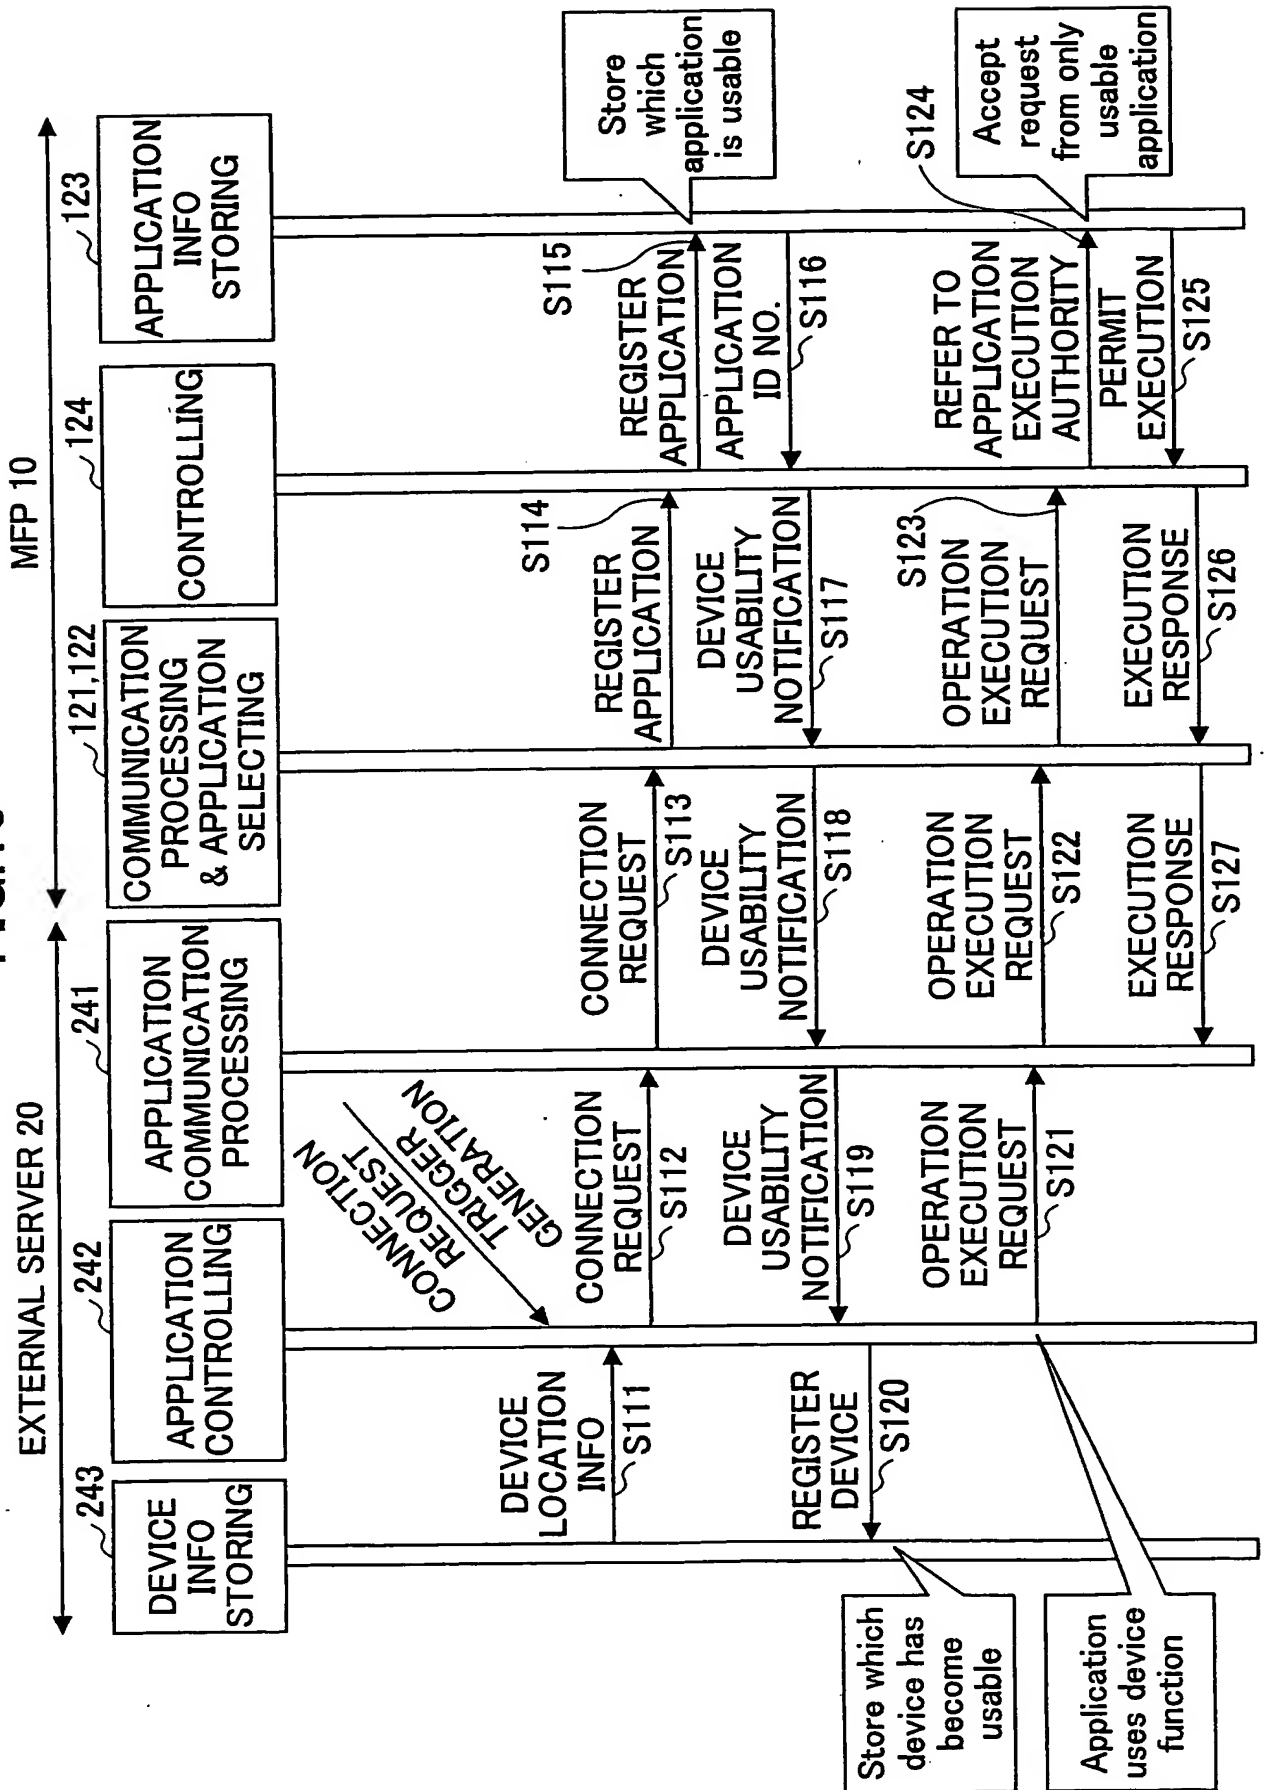 EXTERNAL SERVER 20
MFP 10
243
DEVICE
INFO
STORING
242
APPLICATION
CONTROLLING
241
APPLICATION
COMMUNICATION
PROCESSING
121,122
COMMUNICATION
PROCESSING
& APPLICATION
SELECTING
124
CONTROLLING
123
APPLICATION
INFO
STORING
DEVICE
LOCATION
INFO
S111
CONNECTION
REQUEST
TRIGGER
GENERATION
CONNECTION
REQUEST
S112
CONNECTION
REQUEST
S113
REGISTER
APPLICATION
S114
REGISTER
APPLICATION
S115
Store
which
application
is usable
APPLICATION
ID NO.
S116
DEVICE
USABILITY
NOTIFICATION
S117
DEVICE
USABILITY
NOTIFICATION
S118
DEVICE
USABILITY
NOTIFICATION
S119
REGISTER
DEVICE
S120
Store which
device has
become
usable
Application
uses device
function
OPERATION
EXECUTION
REQUEST
S121
OPERATION
EXECUTION
REQUEST
S122
OPERATION
EXECUTION
REQUEST
S123
REFER TO
APPLICATION
EXECUTION
AUTHORITY
S124
Accept
request
from only
usable
application
PERMIT
EXECUTION
S125
EXECUTION
RESPONSE
S126
EXECUTION
RESPONSE
S127